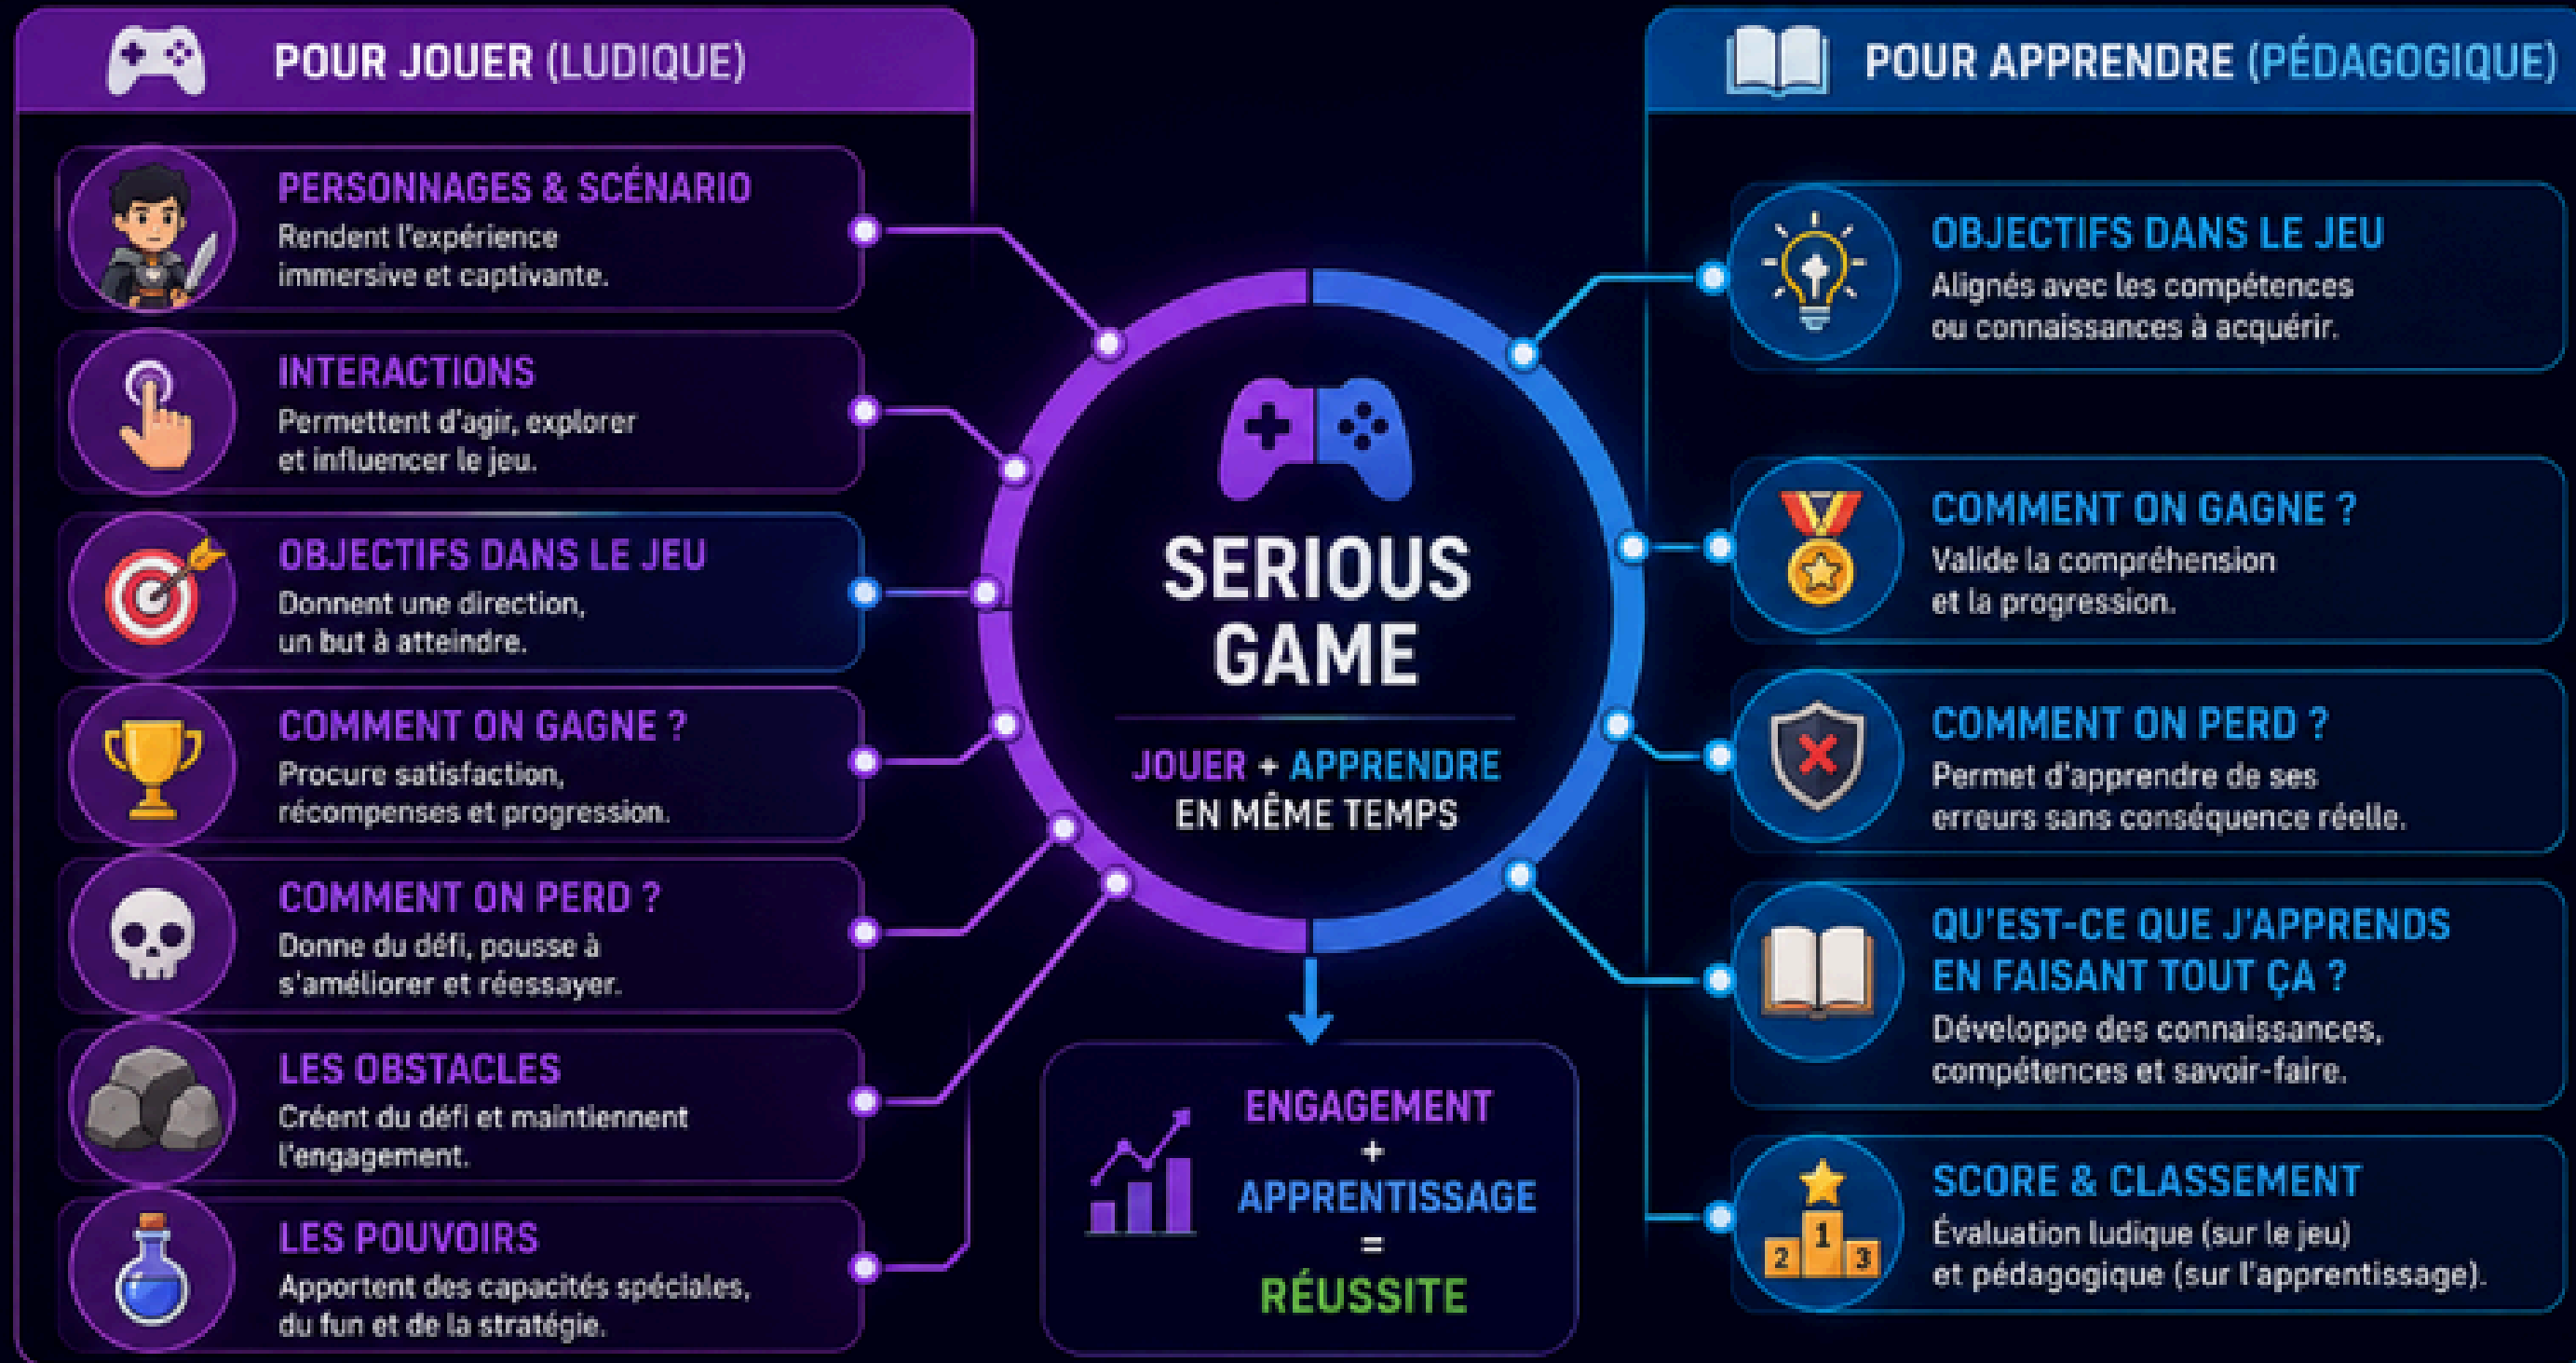 POUR JOUER (LUDIQUE)
PERSONNAGES & SCÉNARIO
Rendent l'expérience
immersive et captivante.
INTERACTIONS
Permettent d'agir, explorer
et influencer le jeu.
OBJECTIFS DANS LE JEU
Donnent une direction,
un but à atteindre.
COMMENT ON GAGNE ?
Procure satisfaction,
récompenses et progression.
COMMENT ON PERD ?
Donne du défi, pousse à
s'améliorer et réessayer.
LES OBSTACLES
Créent du défi et maintiennent
l'engagement.
LES POUVOIRS
Apportent des capacités spéciales,
du fun et de la stratégie.
SERIOUS
GAME
JOUER + APPRENDRE
EN MÊME TEMPS
ENGAGEMENT
+
APPRENTISSAGE
=
RÉUSSITE
POUR APPRENDRE (PÉDAGOGIQUE)
OBJECTIFS DANS LE JEU
Alignés avec les compétences
ou connaissances à acquérir.
COMMENT ON GAGNE ?
Valide la compréhension
et la progression.
COMMENT ON PERD ?
Permet d'apprendre de ses
erreurs sans conséquence réelle.
QU'EST-CE QUE J'APPRENDS
EN FAISANT TOUT ÇA ?
Développe des connaissances,
compétences et savoir-faire.
2 1 3
SCORE & CLASSEMENT
Évaluation ludique (sur le jeu)
et pédagogique (sur l'apprentissage).